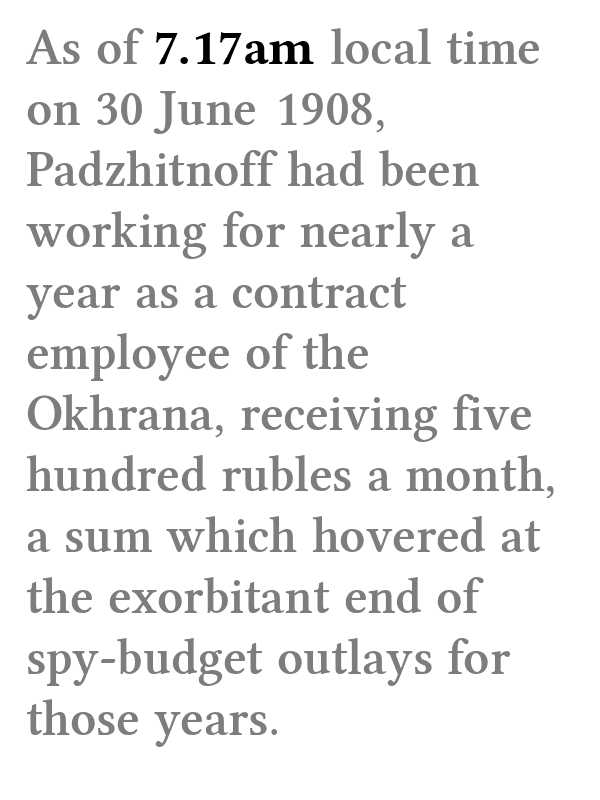 As of 7.17am local time
on 30 June 1908,
Padzhitnoff had been
working for nearly a
year as a contract
employee of the
Okhrana, receiving five
hundred rubles a month,
a sum which hovered at
the exorbitant end of
spy-budget outlays for
those years.